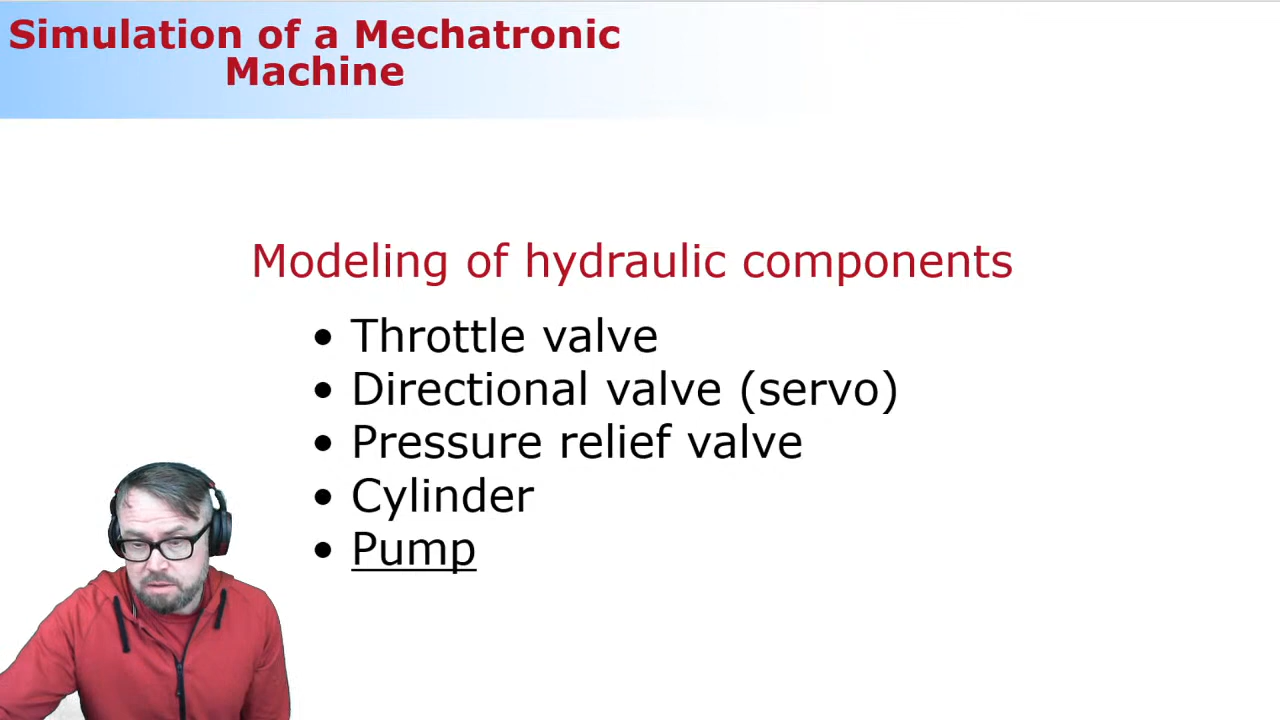 Simulation of a Mechatronic
Machine
Modeling of hydraulic components
• Throttle valve
• Directional valve (servo)
• Pressure relief valve
• Cylinder
• Pump